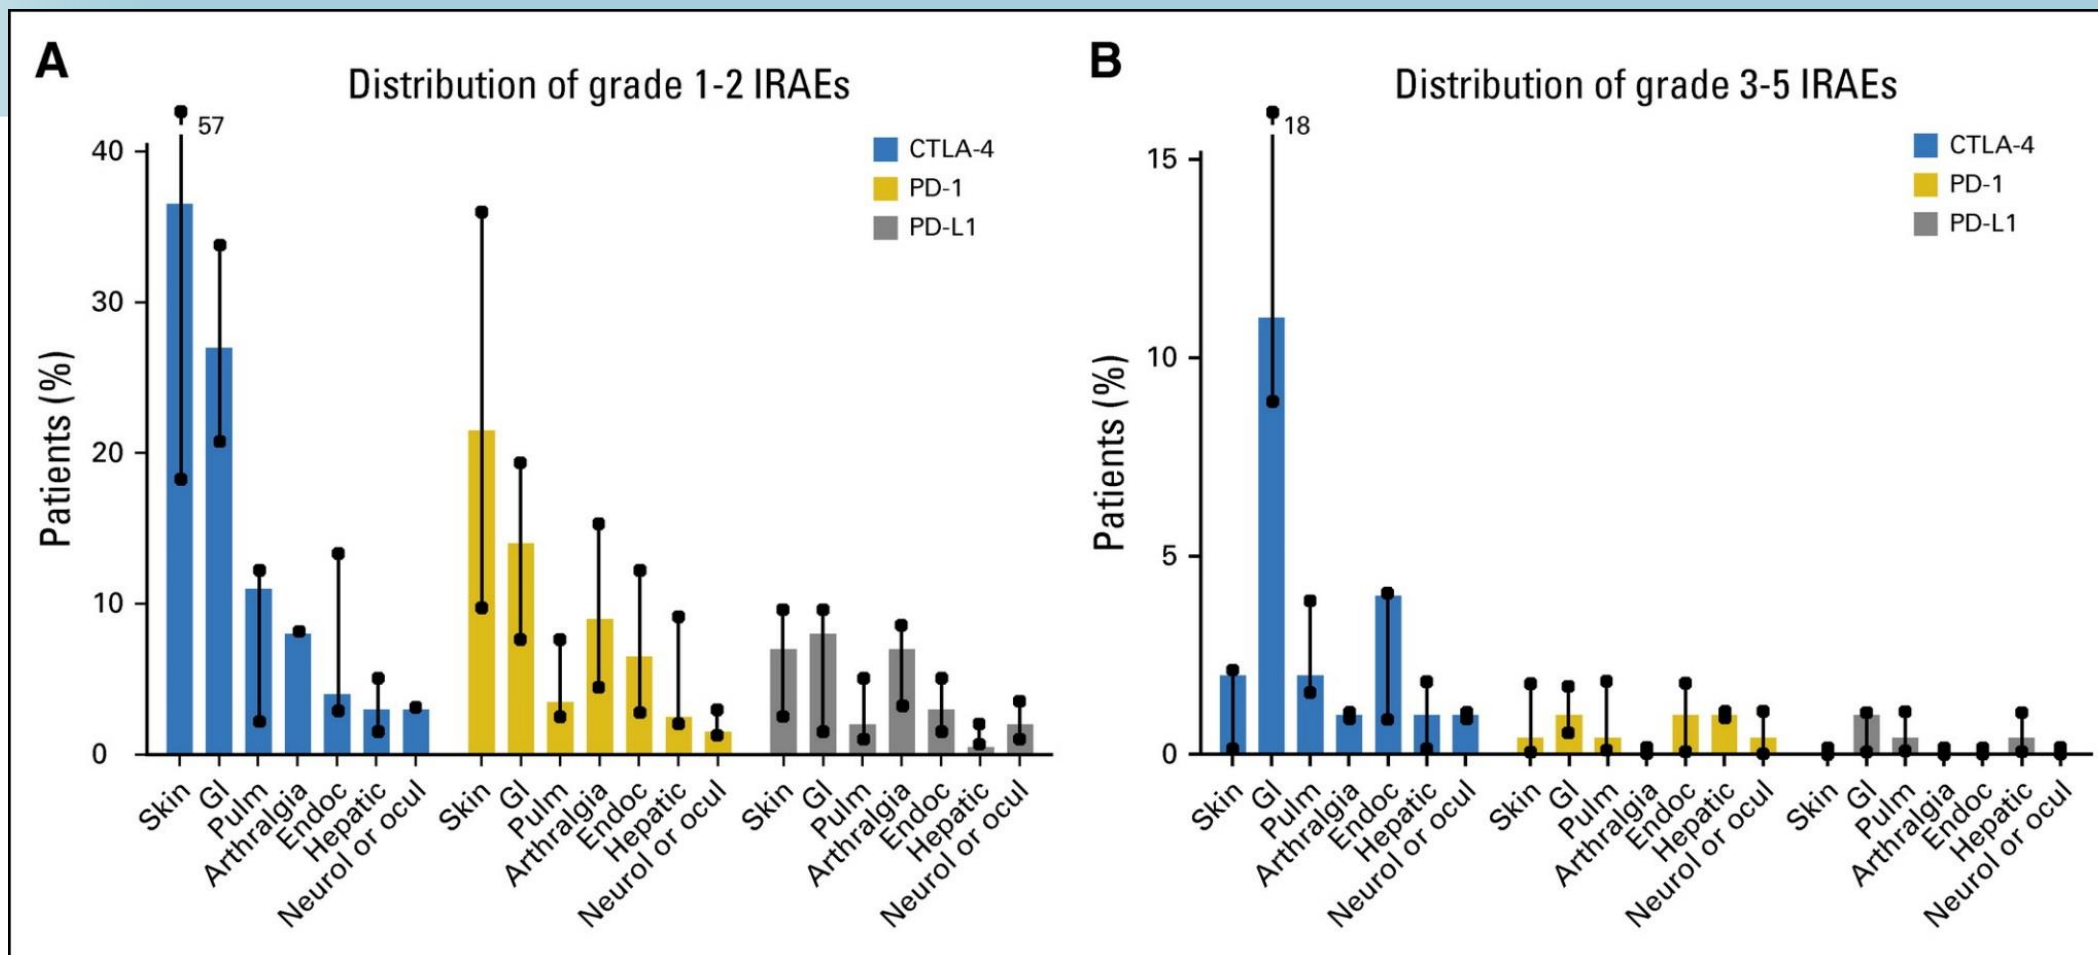 A
Distribution of grade 1-2 IRAEs
57
CTLA-4
PD-1
PD-L1
Patients (%)
40
30
20
10
0
Skin
GI
Pulm
Arthralgia
Endoc
Hepatic
Neurol or ocul
Skin
GI
Pulm
Arthralgia
Endoc
Hepatic
Neurol or ocul
Skin
GI
Pulm
Arthralgia
Endoc
Hepatic
Neurol or ocul
B
Distribution of grade 3-5 IRAEs
18
CTLA-4
PD-1
PD-L1
Patients (%)
15
10
5
0
Skin
GI
Pulm
Arthralgia
Endoc
Hepatic
Neurol or ocul
Skin
GI
Pulm
Arthralgia
Endoc
Hepatic
Neurol or ocul
Skin
GI
Pulm
Arthralgia
Endoc
Hepatic
Neurol or ocul